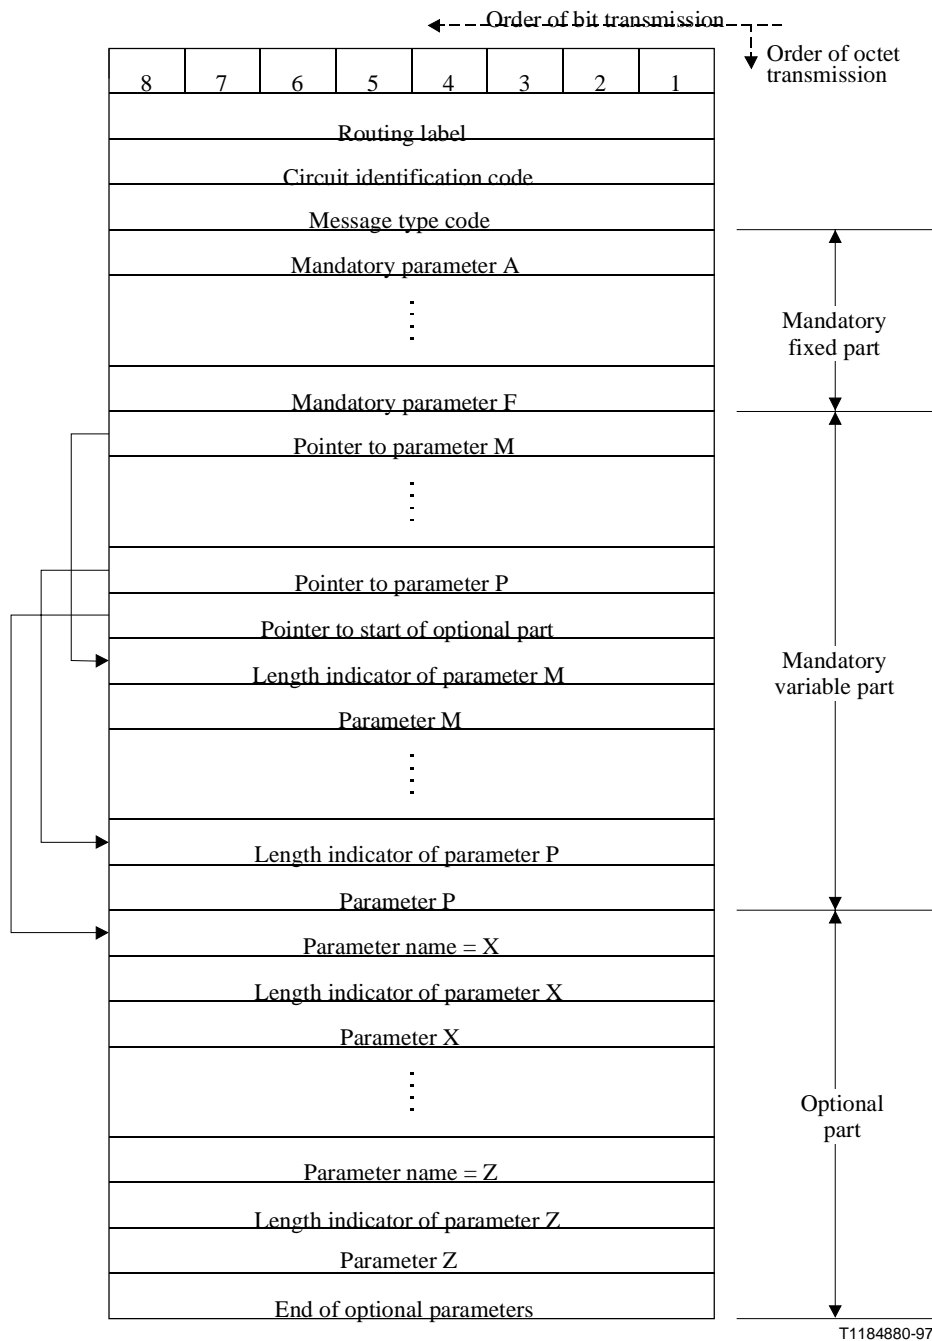 Order of bit transmission
Order of octet
transmission
8 7 6 5 4 3 2 1
Routing label
Circuit identification code
Message type code
Mandatory parameter A
Mandatory
fixed part
Mandatory parameter F
Pointer to parameter M
Pointer to parameter P
Pointer to start of optional part
Length indicator of parameter M
Mandatory
variable part
Parameter M
Length indicator of parameter P
Parameter P
Parameter name = X
Length indicator of parameter X
Parameter X
Optional
part
Parameter name = Z
Length indicator of parameter Z
Parameter Z
End of optional parameters
T1184880-97